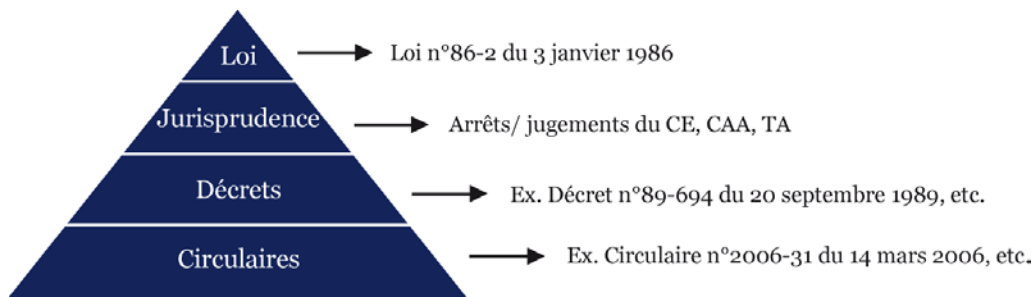 Loi
Loi n°86-2 du 3 janvier 1986
Jurisprudence
Arrêts/ jugements du CE, CAA, TA
Décrets
Ex. Décret n°89-694 du 20 septembre 1989, etc.
Circulaires
Ex. Circulaire n°2006-31 du 14 mars 2006, etc.